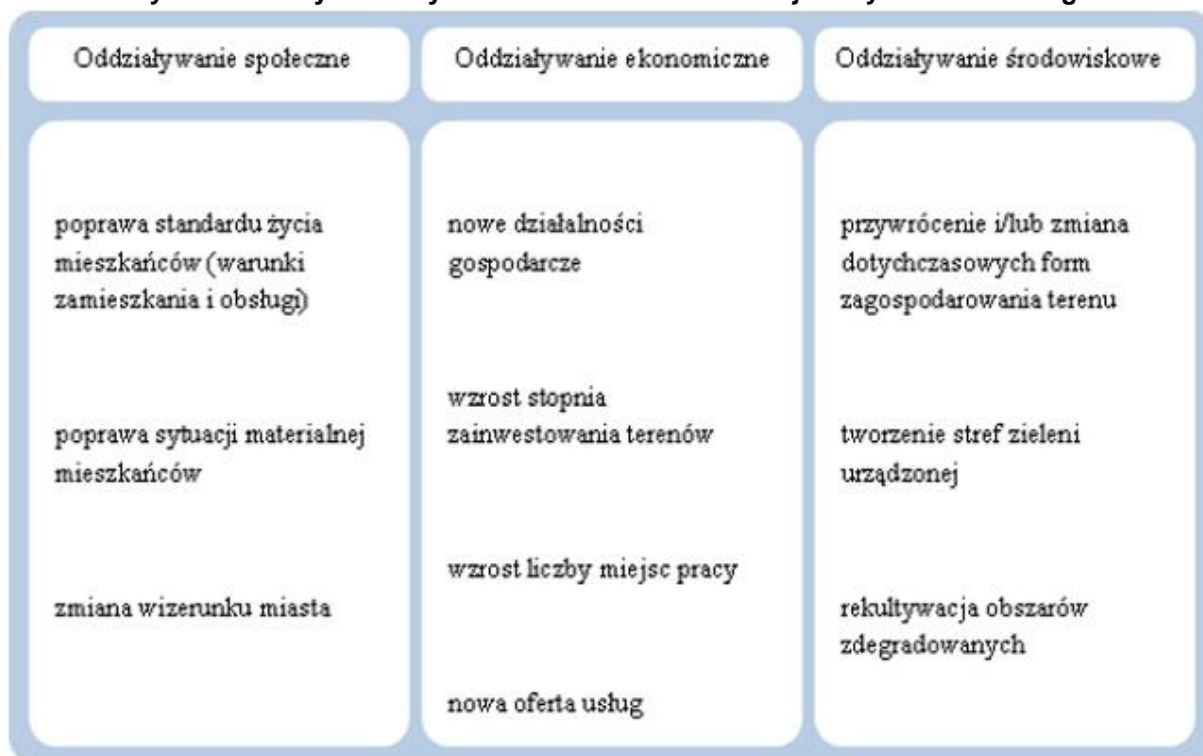 Oddziaływanie społeczne
Oddziaływanie ekonomiczne
Oddziaływanie środowiskowe
poprawa standardu życia
mieszkańców (warunki
zamieszkania i obsługi)
poprawa sytuacji materialnej
mieszkańców
zmiana wizerunku miasta
nowe działalności
gospodarcze
wzrost stopnia
zainwestowania terenów
wzrost liczby miejsc pracy
nowa oferta usług
przywrócenie i/lub zmiana
dotychczasowych form
zagospodarowania terenu
tworzenie stref zieleni
urządzonej
rekultywacja obszarów
zdegradowanych